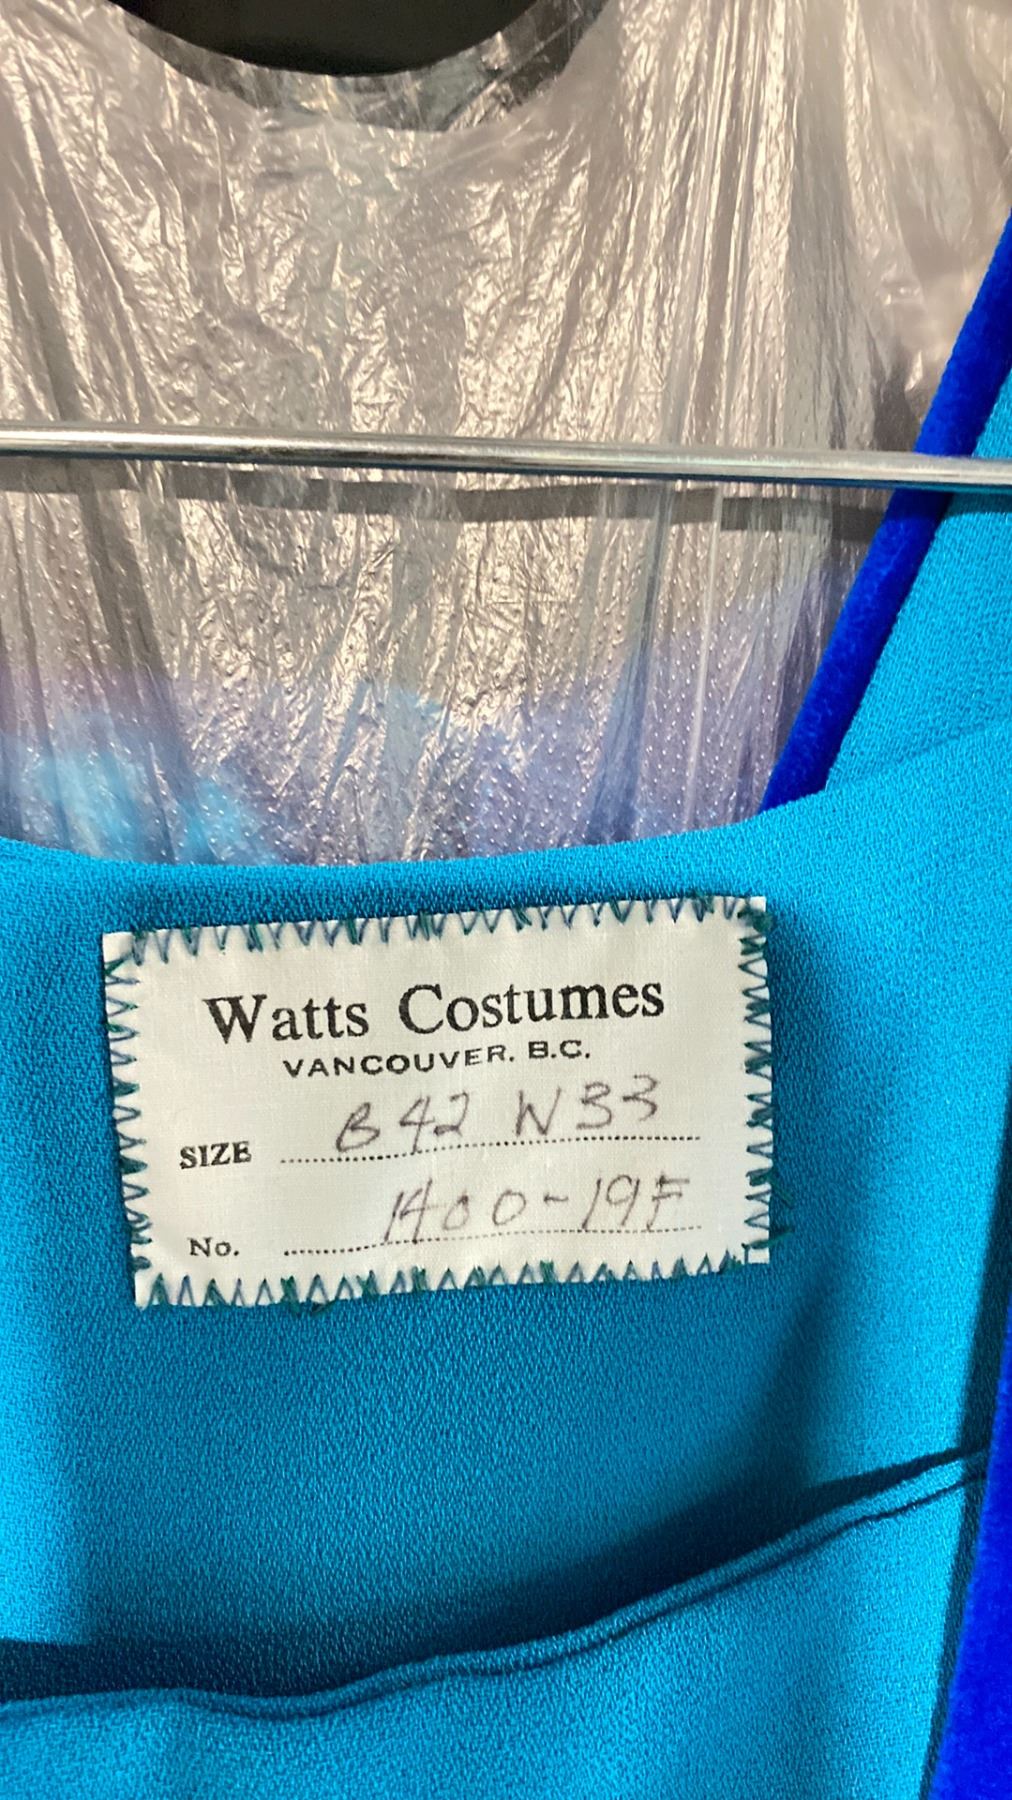 Watts Costumes
VANCOUVER. B.C.
SIZE B42 W33
No. 1400-19F